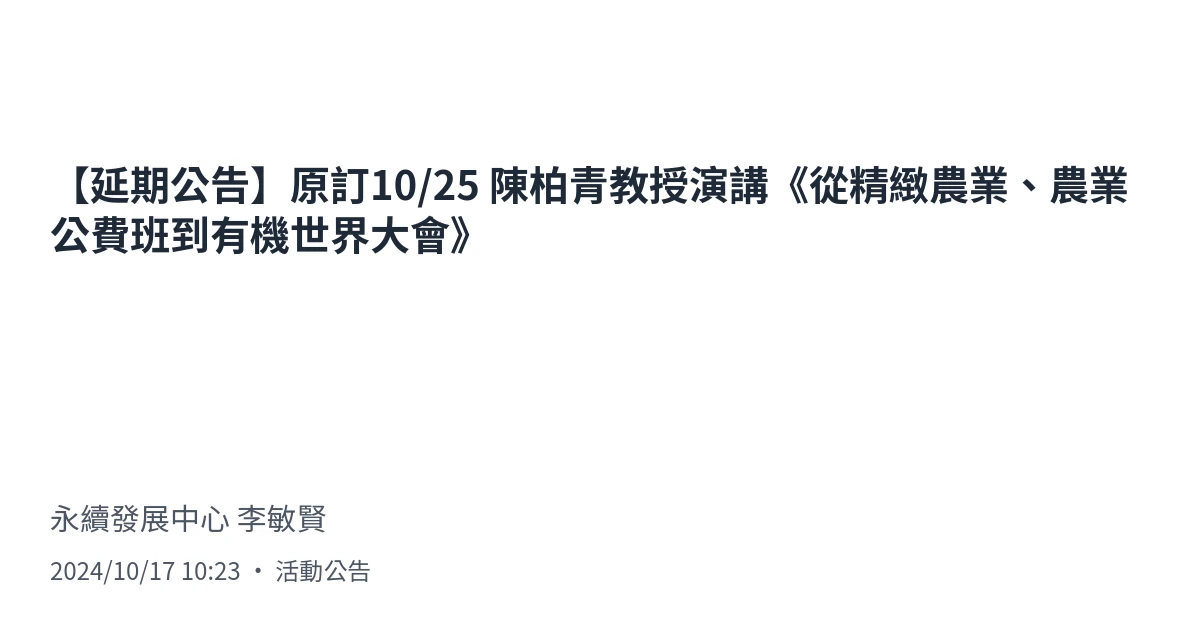 【延期公告】原訂10/25 陳柏青教授演講《從精緻農業、農業
公費班到有機世界大會》
永續發展中心 李敏賢
2024/10/17 10:23 • 活動公告